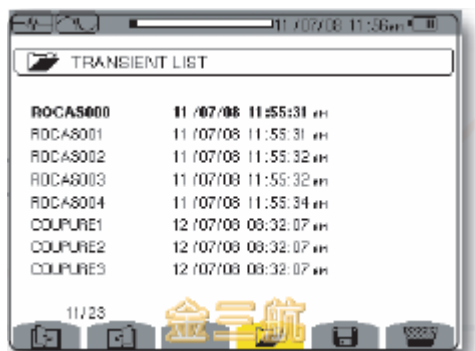 11/07/08 11:56am
TRANSIENT LIST
ROCAS000 11/07/08 11:55:31 am
ROCAS001 11/07/08 11:55:31 am
ROCAS002 11/07/08 11:55:32 am
ROCAS003 11/07/08 11:55:32 am
ROCAS004 11/07/08 11:55:34 am
COUPURE1 12/07/08 08:32:07 am
COUPURE2 12/07/08 08:32:07 am
COUPURE3 12/07/08 08:32:07 am
11/23
金三航